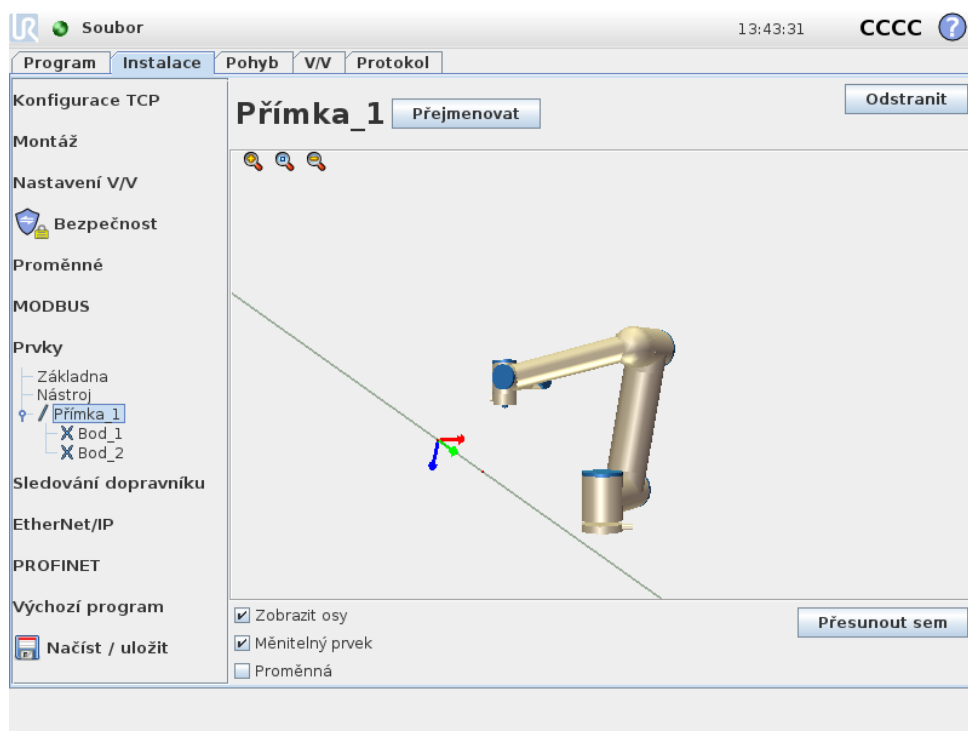 UR Soubor 13:43:31 CCCC ?
Program Instalace Pohyb V/V Protokol
Konfigurace TCP
Montáž
Nastavení V/V
Bezpečnost
Proměnné
MODBUS
Prvky
Základna
Nástroj
Přímka_1
Bod_1
Bod_2
Sledování dopravníku
EtherNet/IP
PROFINET
Výchozí program
Načíst / uložit
Přímka_1 Přejmenovat Odstranit
Zobrazit osy
Měnitelný prvek
Proměnná
Přesunout sem